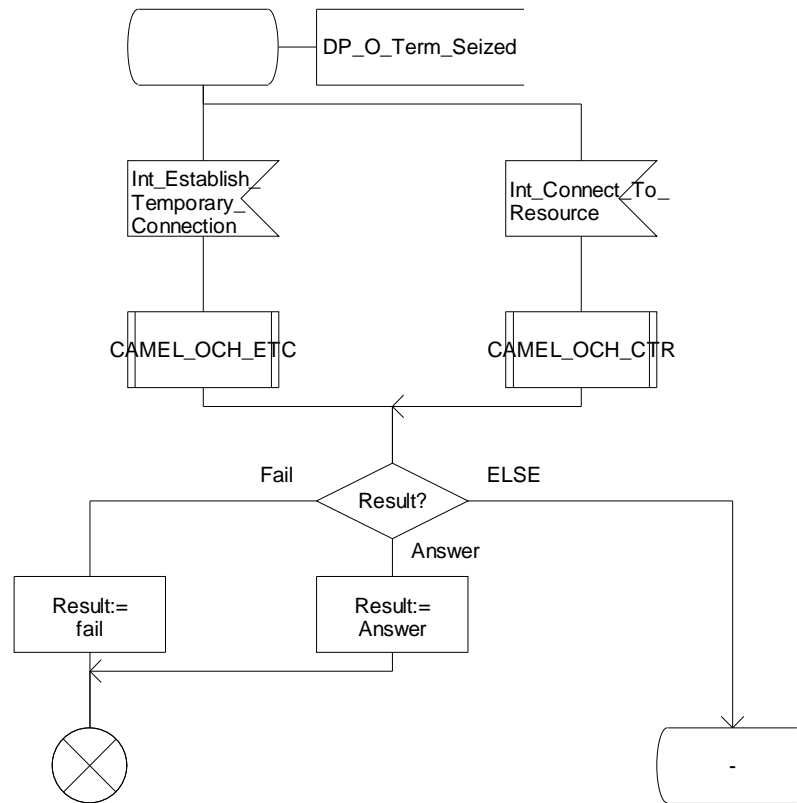 DP_O_Term_Seized
Int_Establish_
Temporary_
Connection
Int_Connect_To_
Resource
CAMEL_OCH_ETC
CAMEL_OCH_CTR
Fail
ELSE
Result?
Answer
Result:=
fail
Result:=
Answer
-